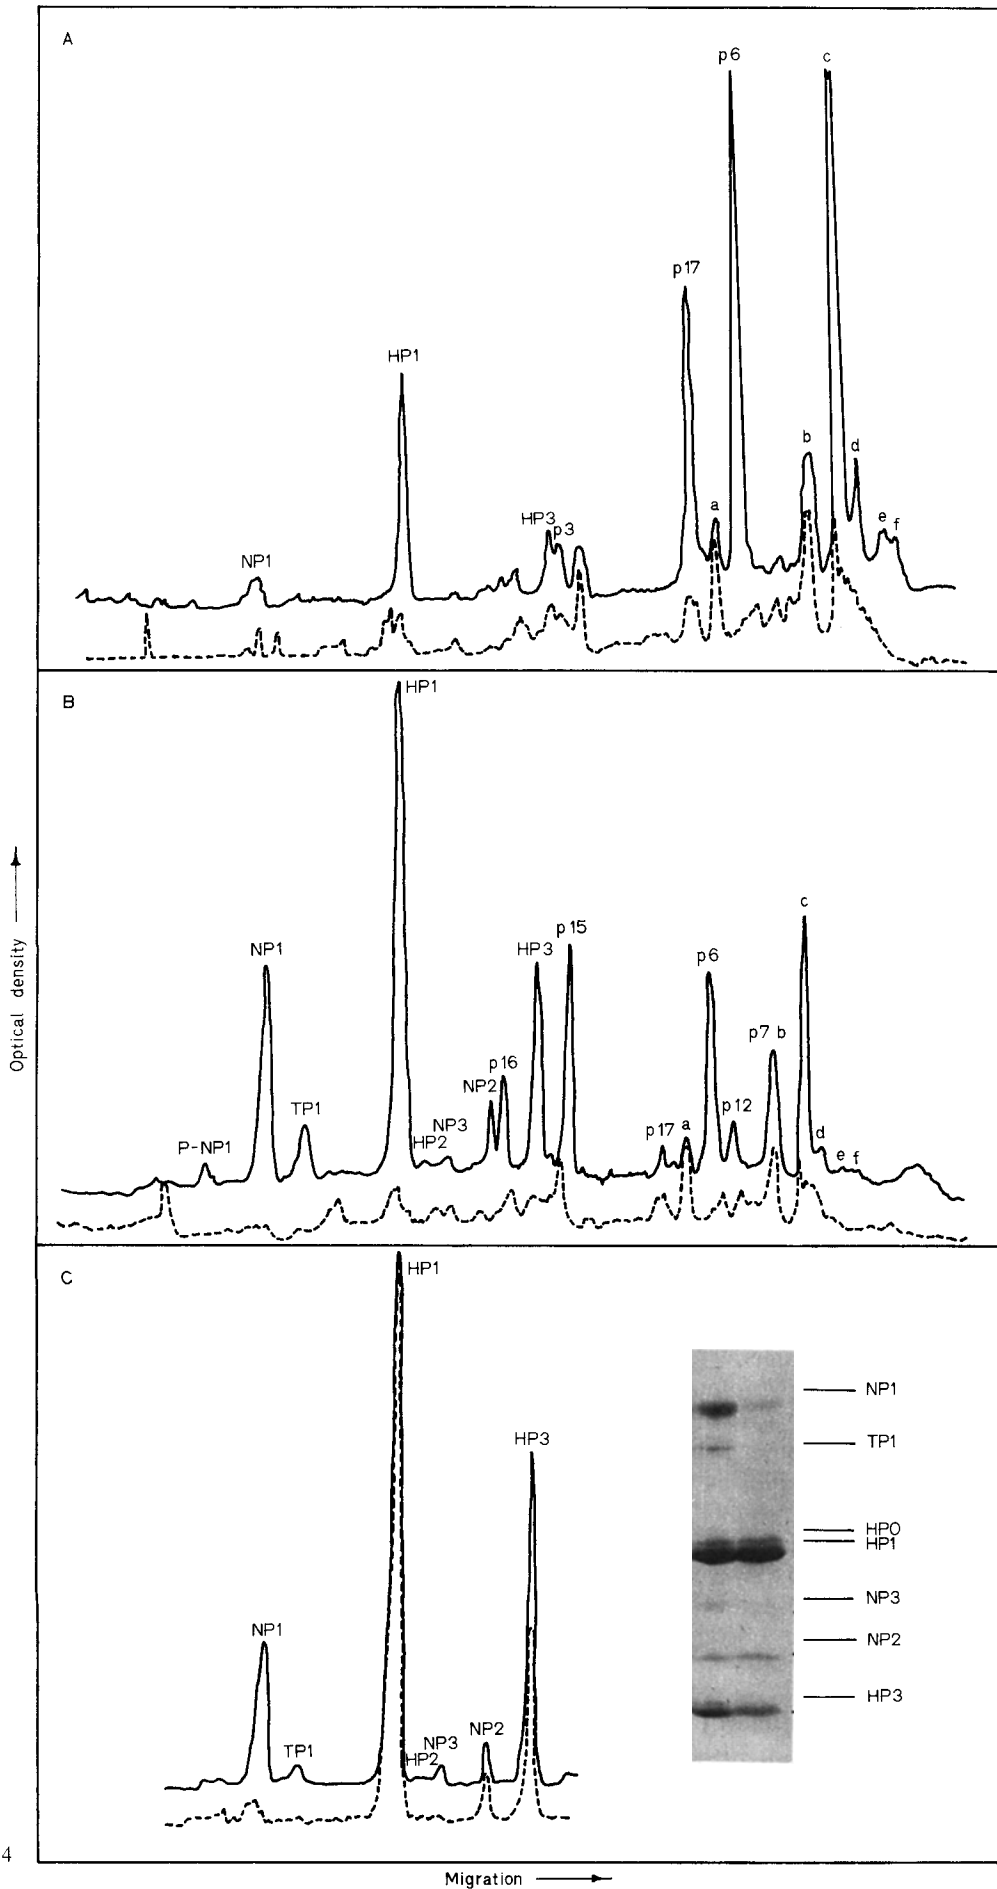 A
p6
c
p17
HP1
b
d
a
HP3
p3
e
f
NP1
B
HP1
c
p15
NP1
HP3
p6
p7 b
p16
NP2
TP1
p12
NP3
p17
a
d
P-NP1
HP2
e
f
Optical density
C
HP1
NP1
TP1
HP0
HP1
NP3
NP2
HP3
HP3
NP1
NP2
NP3
TP1
HP2
4
Migration